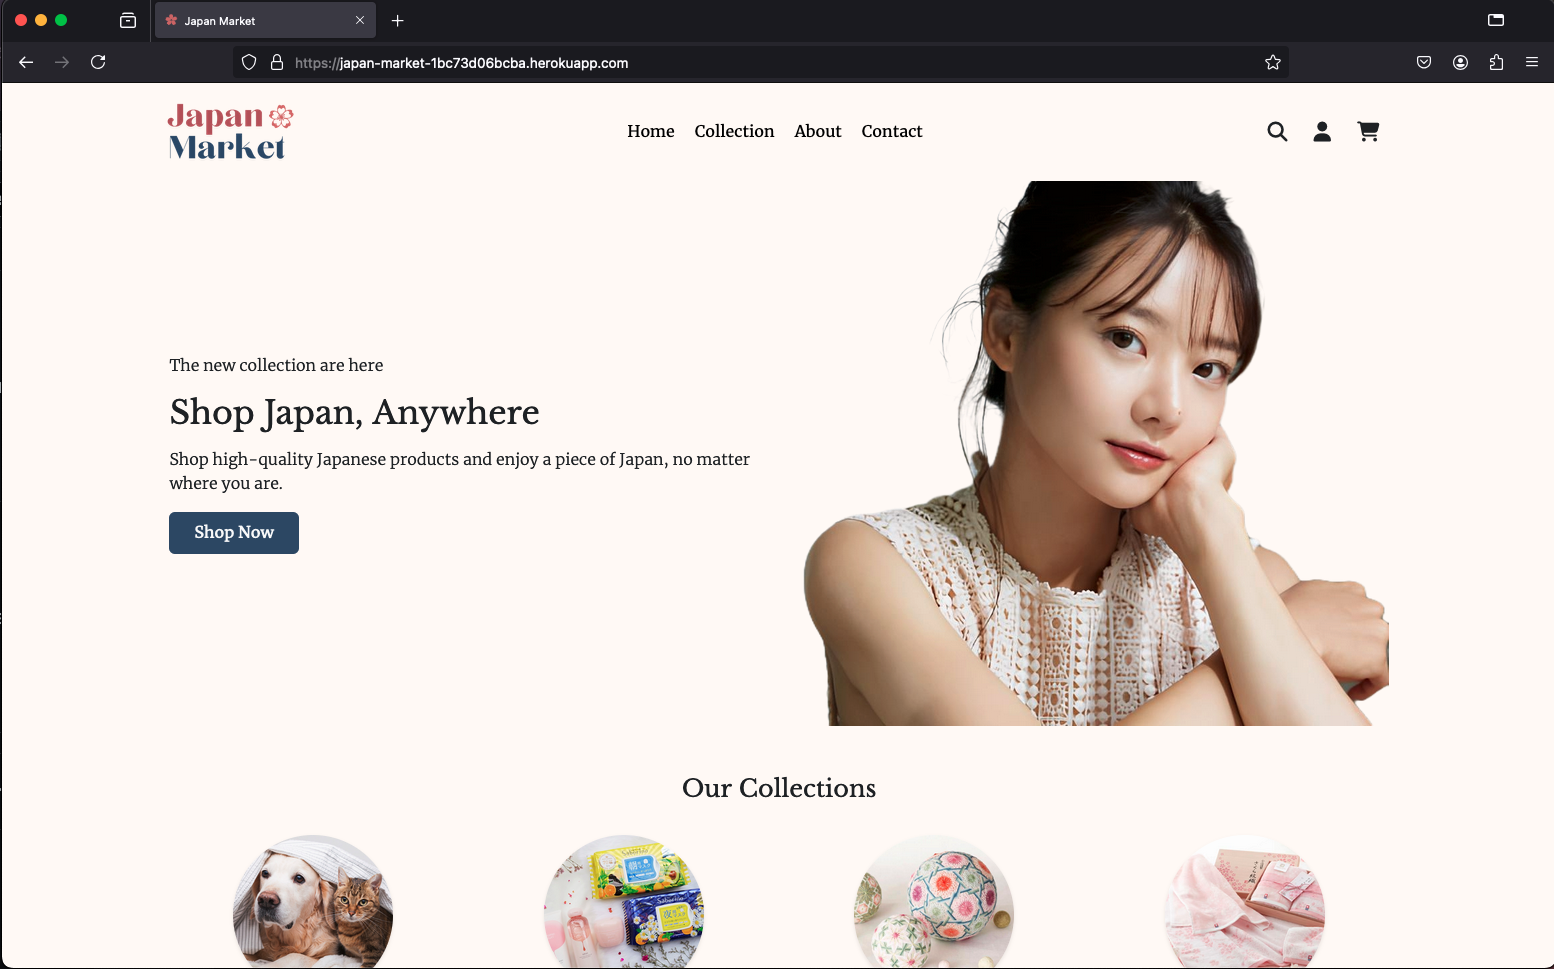 Japan Market
https://japan-market-1bc73d06bcba.herokuapp.com
Japan
Market
Home Collection About Contact
The new collection are here
Shop Japan, Anywhere
Shop high-quality Japanese products and enjoy a piece of Japan, no matter
where you are.
Shop Now
Our Collections